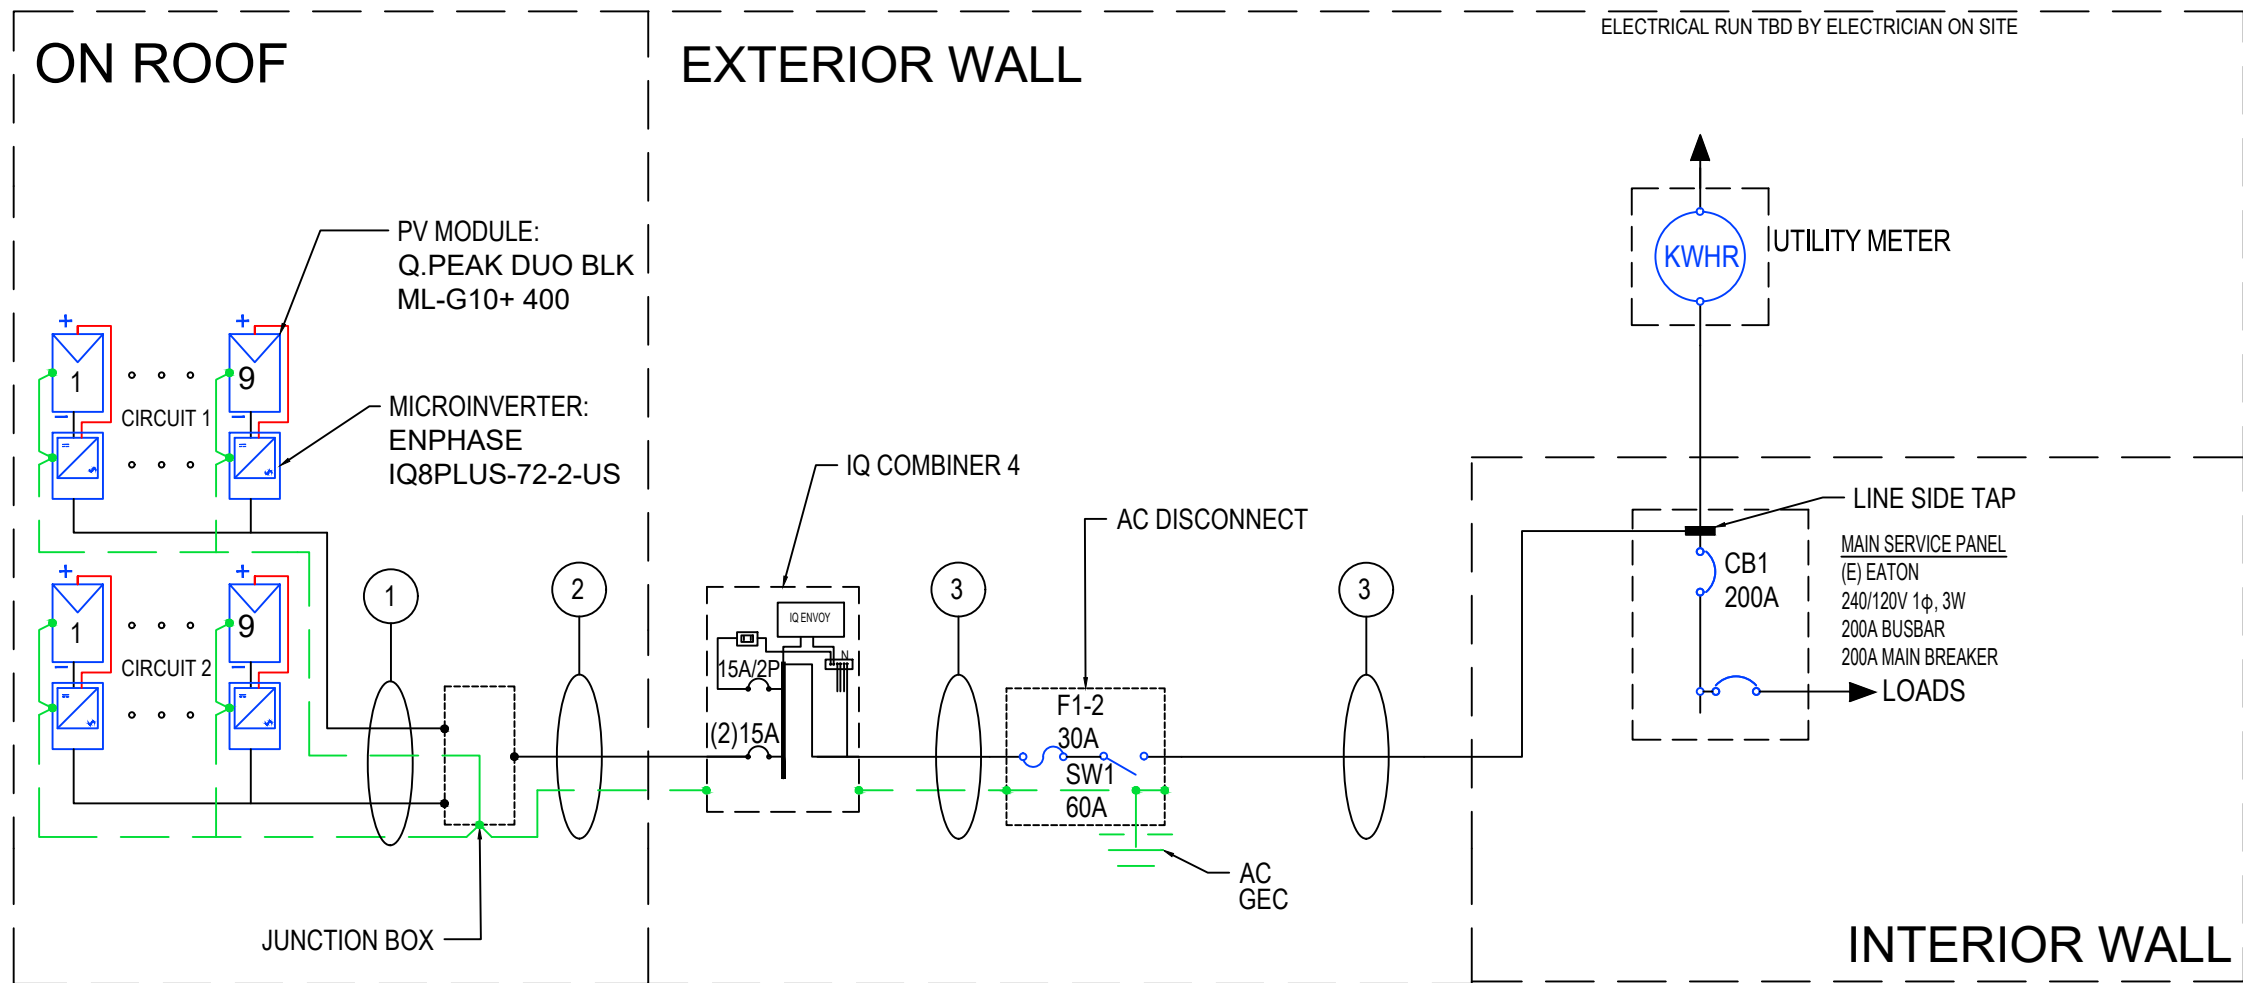 ELECTRICAL RUN TBD BY ELECTRICIAN ON SITE
ON ROOF
EXTERIOR WALL
PV MODULE:
Q.PEAK DUO BLK
ML-G10+ 400
UTILITY METER
KWHR
+
+
1
9
−
−
CIRCUIT 1
MICROINVERTER:
ENPHASE
IQ8PLUS-72-2-US
IQ COMBINER 4
AC DISCONNECT
LINE SIDE TAP
MAIN SERVICE PANEL
(E) EATON
240/120V 1ϕ, 3W
200A BUSBAR
200A MAIN BREAKER
CB1
200A
LOADS
+
+
1
9
−
−
CIRCUIT 2
1
2
3
3
IQ ENVOY
N
15A/2P
(2)15A
F1-2
30A
SW1
60A
AC
GEC
JUNCTION BOX
INTERIOR WALL